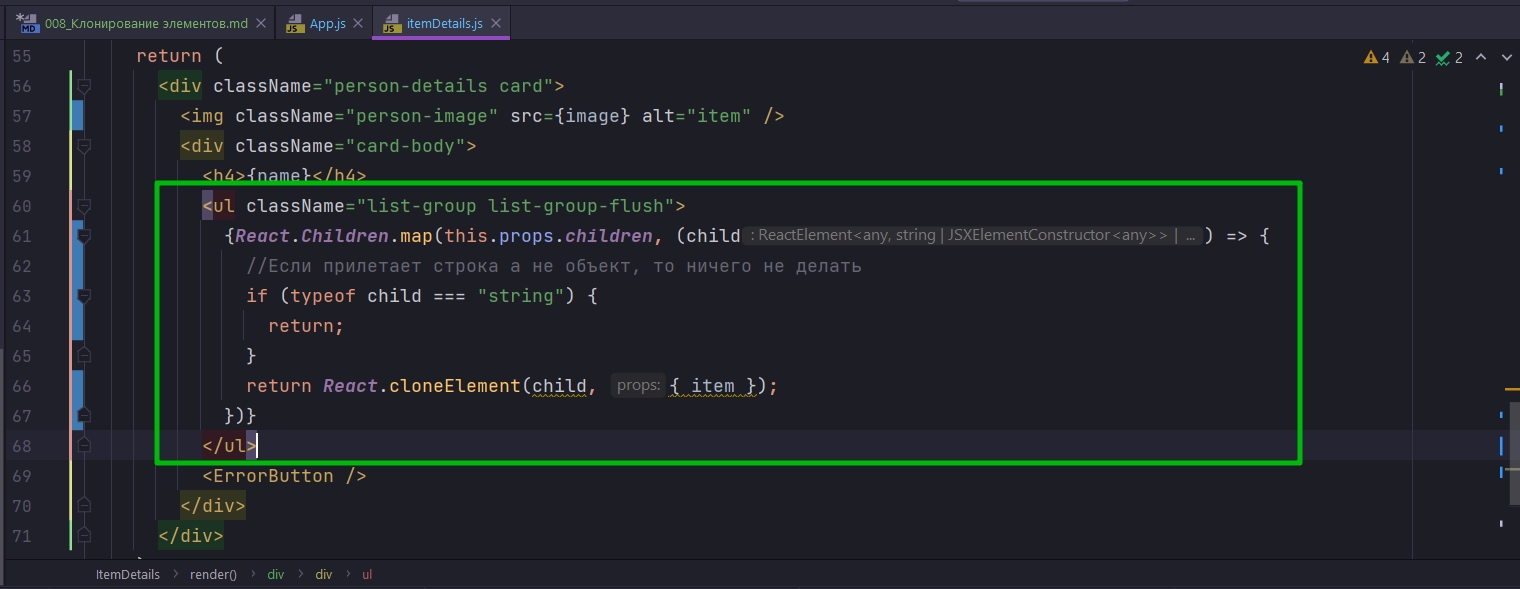 008_Клонирование элементов.md
App.js
itemDetails.js
4 2 2
55 return (
56 <div className="person-details card">
57 <img className="person-image" src={image} alt="item" />
58 <div className="card-body">
59 <h4>{name}</h4>
60 <ul className="list-group list-group-flush">
61 {React.Children.map(this.props.children, (child : ReactElement<any, string | JSXElementConstructor<any>> | ... ) => {
62 //Если прилетает строка а не объект, то ничего не делать
63 if (typeof child === "string") {
64 return;
65 }
66 return React.cloneElement(child, props: { item });
67 })}
68 </ul>
69 <ErrorButton />
70 </div>
71 </div>
ItemDetails > render() > div > div > ul